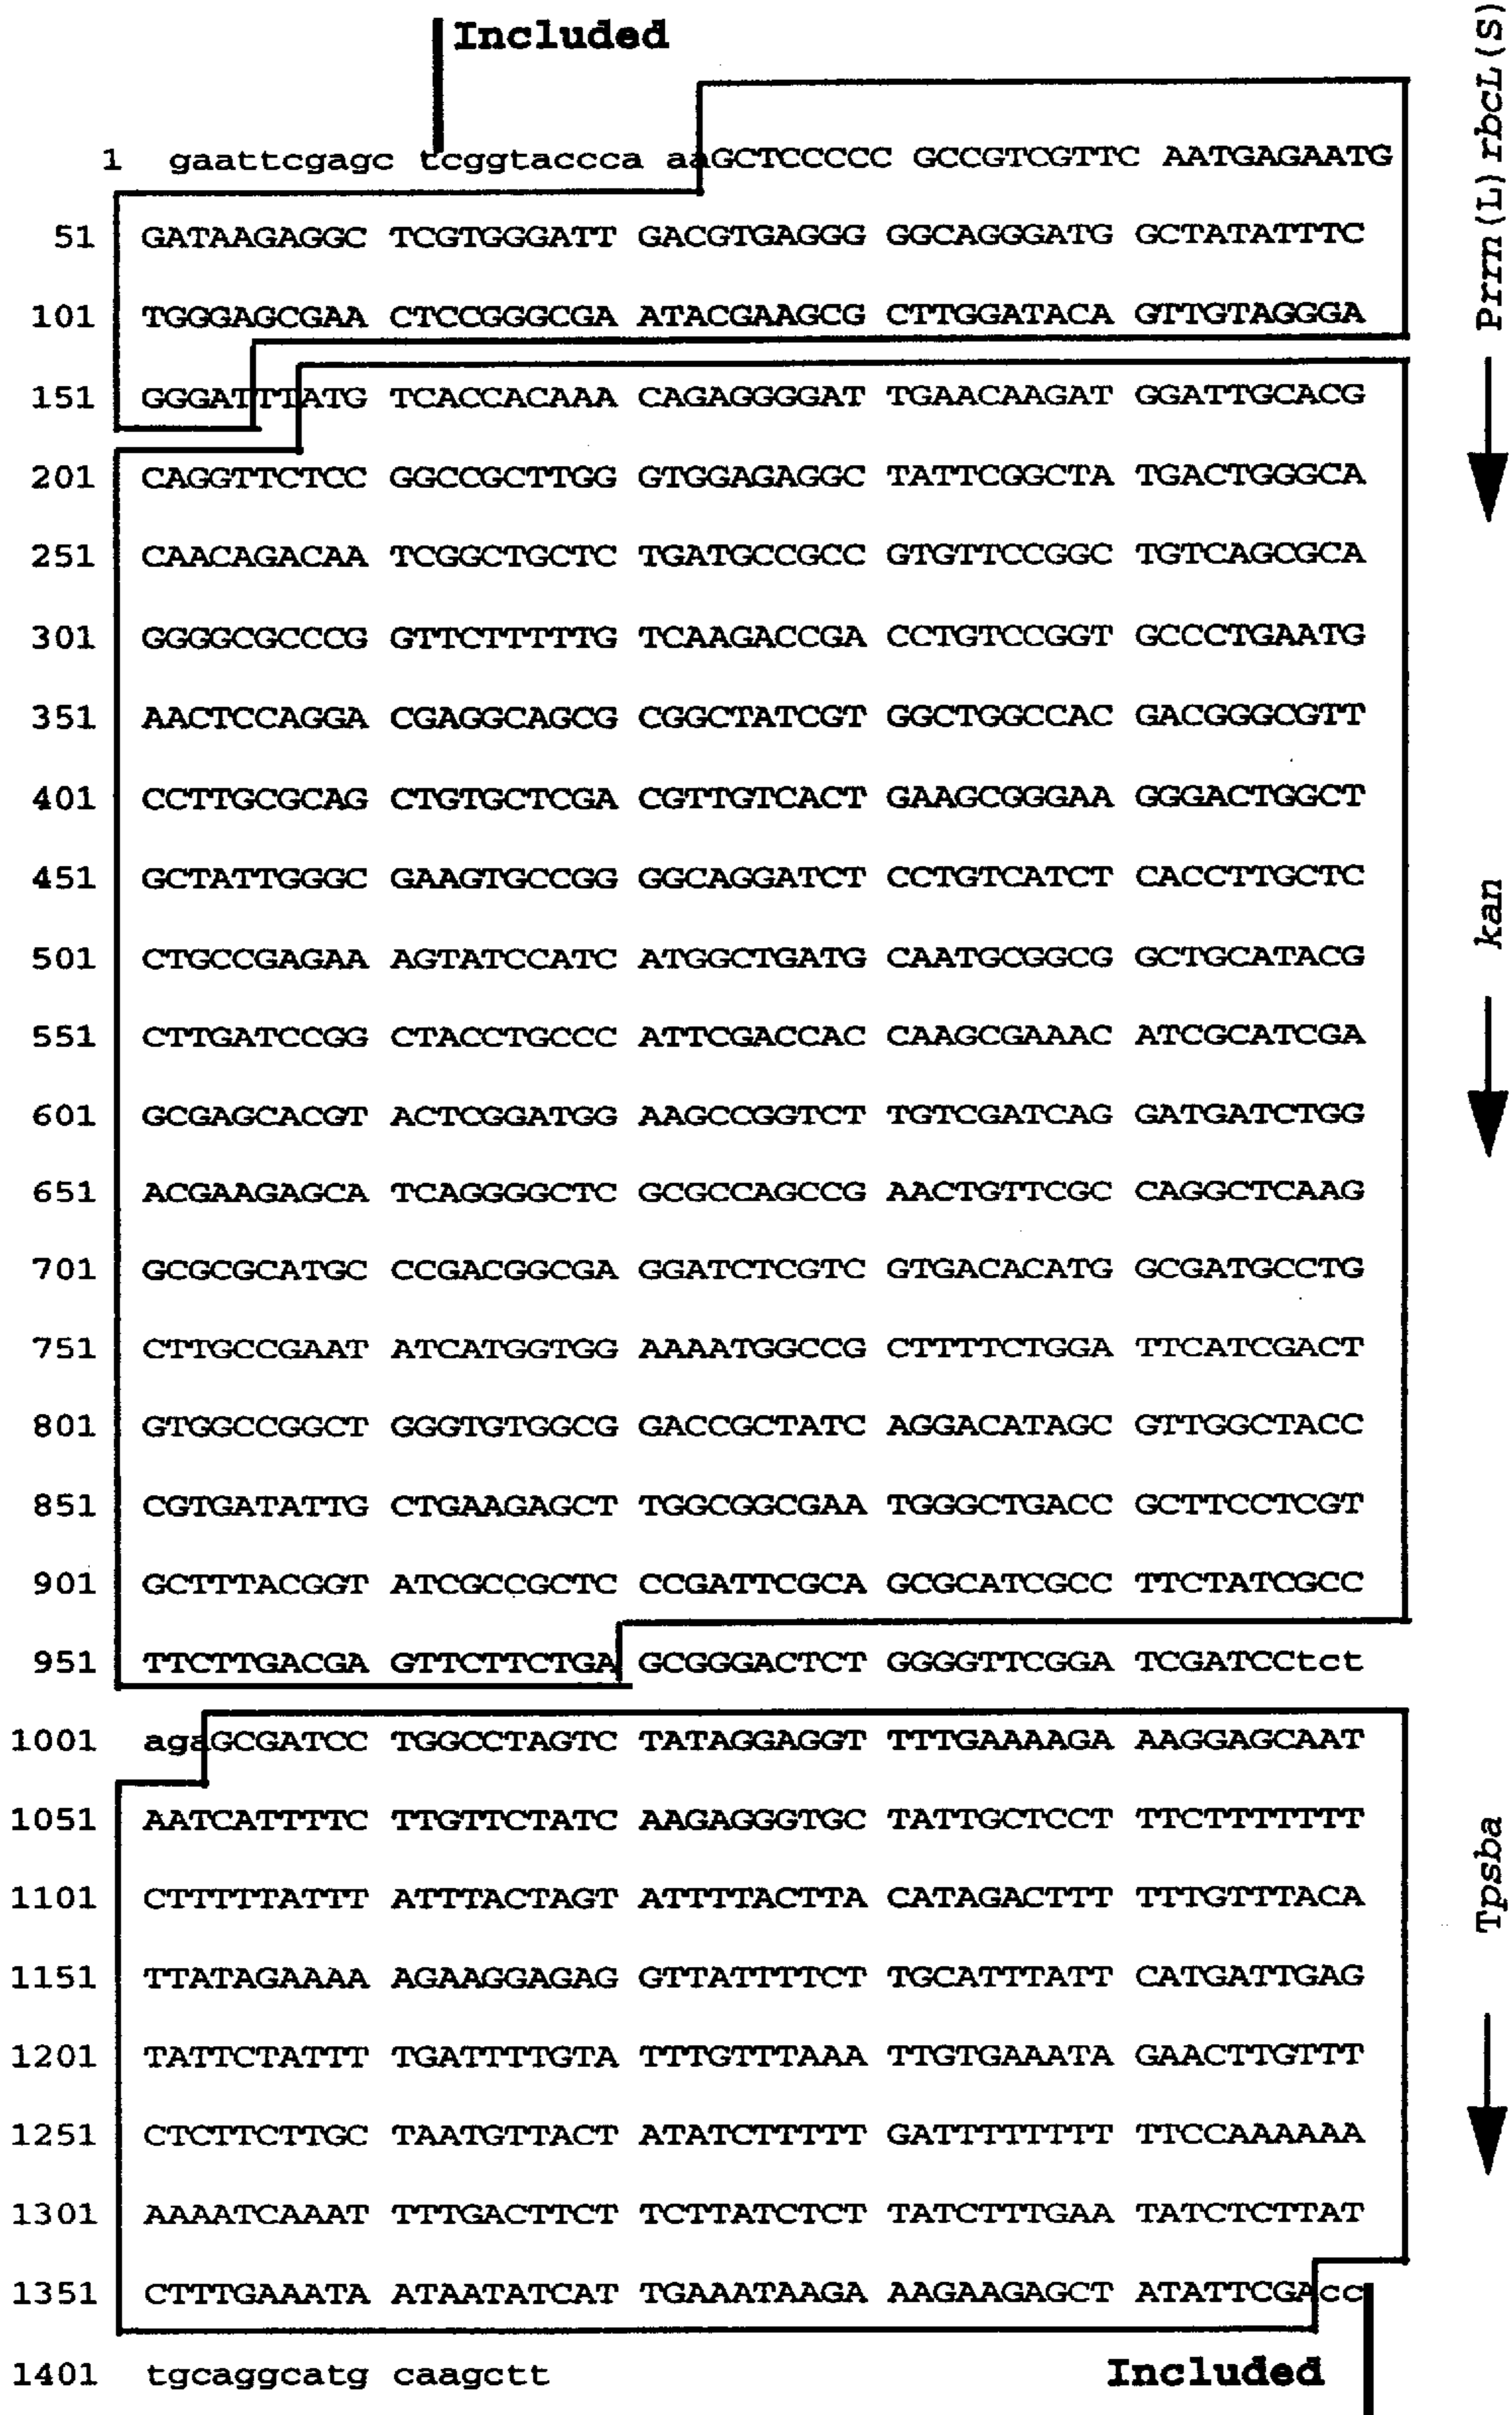 Included
1 gaattcgagc tcggtaccca aaGCTCCCCC GCCGTCGTTC AATGAGAATG
51 GATAAGAGGC TCGTGGGATT GACGTGAGGG GGCAGGGATG GCTATATTTC
101 TGGGAGCGAA CTCCGGGCGA ATACGAAGCG CTTGGATACA GTTGTAGGGA
151 GGGATTTATG TCACCACAAA CAGAGGGGAT TGAACAAGAT GGATTGCACG
201 CAGGTTCTCC GGCCGCTTGG GTGGAGAGGC TATTCGGCTA TGACTGGGCA
251 CAACAGACAA TCGGCTGCTC TGATGCCGCC GTGTTCCGGC TGTCAGCGCA
301 GGGGCGCCCG GTTCTTTTTG TCAAGACCGA CCTGTCCGGT GCCCTGAATG
351 AACTCCAGGA CGAGGCAGCG CGGCTATCGT GGCTGGCCAC GACGGGCGTT
401 CCTTGCGCAG CTGTGCTCGA CGTTGTCACT GAAGCGGGAA GGGACTGGCT
451 GCTATTGGGC GAAGTGCCGG GGCAGGATCT CCTGTCATCT CACCTTGCTC
501 CTGCCGAGAA AGTATCCATC ATGGCTGATG CAATGCGGCG GCTGCATACG
551 CTTGATCCGG CTACCTGCCC ATTCGACCAC CAAGCGAAAC ATCGCATCGA
601 GCGAGCACGT ACTCGGATGG AAGCCGGTCT TGTCGATCAG GATGATCTGG
651 ACGAAGAGCA TCAGGGGCTC GCGCCAGCCG AACTGTTCGC CAGGCTCAAG
701 GCGCGCATGC CCGACGGCGA GGATCTCGTC GTGACACATG GCGATGCCTG
751 CTTGCCGAAT ATCATGGTGG AAAATGGCCG CTTTTCTGGA TTCATCGACT
801 GTGGCCGGCT GGGTGTGGCG GACCGCTATC AGGACATAGC GTTGGCTACC
851 CGTGATATTG CTGAAGAGCT TGGCGGCGAA TGGGCTGACC GCTTCCTCGT
901 GCTTTACGGT ATCGCCGCTC CCGATTCGCA GCGCATCGCC TTCTATCGCC
951 TTCTTGACGA GTTCTTCTGA GCGGGACTCT GGGGTTCGGA TCGATCCtct
1001 agaGCGATCC TGGCCTAGTC TATAGGAGGT TTTGAAAAGA AAGGAGCAAT
1051 AATCATTTTC TTGTTCTATC AAGAGGGTGC TATTGCTCCT TTCTTTTTTT
1101 CTTTTTATTT ATTTACTAGT ATTTTACTTA CATAGACTTT TTTGTTTACA
1151 TTATAGAAAA AGAAGGAGAG GTTATTTTCT TGCATTTATT CATGATTGAG
1201 TATTCTATTT TGATTTTGTA TTTGTTTAAA TTGTGAAATA GAACTTGTTT
1251 CTCTTCTTGC TAATGTTACT ATATCTTTTT GATTTTTTTT TTCCAAAAAA
1301 AAAATCAAAT TTTGACTTCT TCTTATCTCT TATCTTTGAA TATCTCTTAT
1351 CTTTGAAATA ATAATATCAT TGAAATAAGA AAGAAGAGCT ATATTCGAcc
1401 tgcaggcatg caagctt
Included
Prrn(L)rbcL(S)
kan
Tpsba